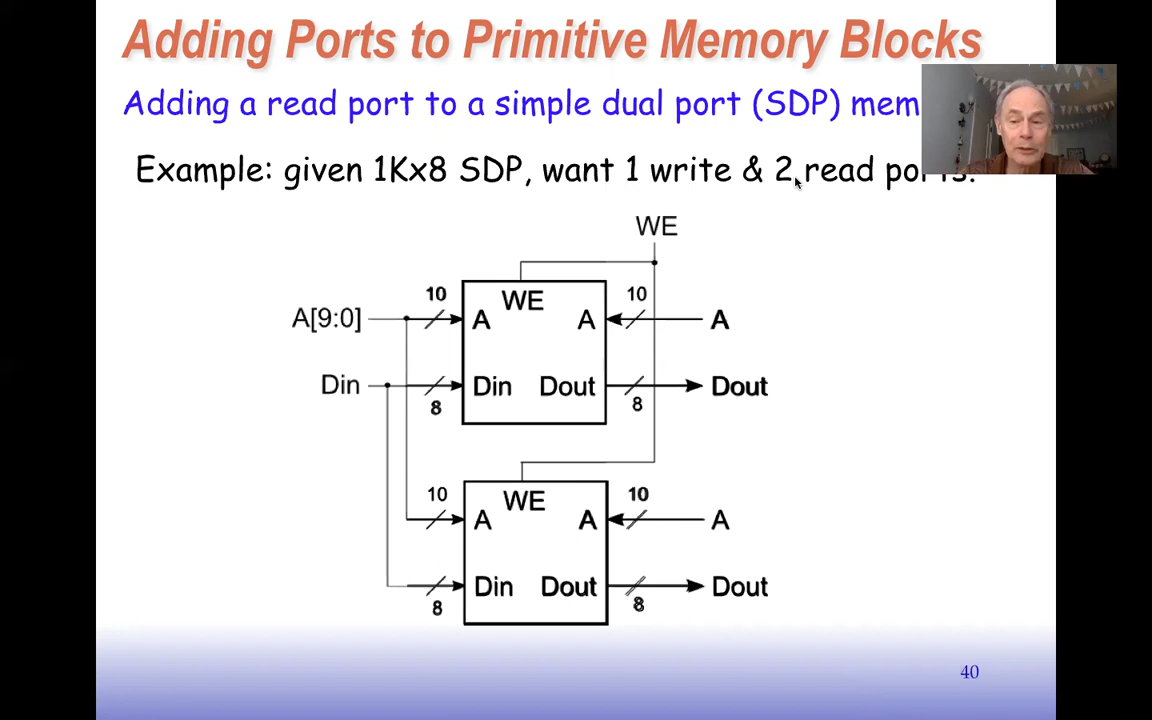 Adding Ports to Primitive Memory Blocks
Adding a read port to a simple dual port (SDP) mem
Example: given 1Kx8 SDP, want 1 write & 2 read ports.
WE
10 WE 10
A[9:0] A A A
Din Din Dout Dout
8 8
10 WE 10
A A A
Din Dout Dout
8 8
40